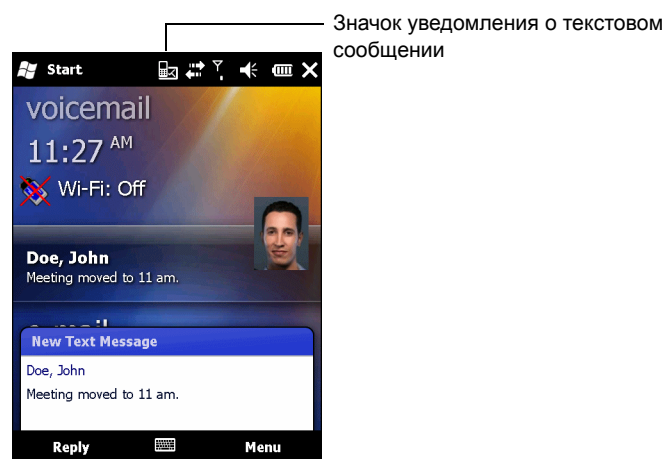 Значок уведомления о текстовом
сообщении
Start
voicemail
11:27 AM
Wi-Fi: Off
Doe, John
Meeting moved to 11 am.
e-mail
New Text Message
Doe, John
Meeting moved to 11 am.
Reply
Menu